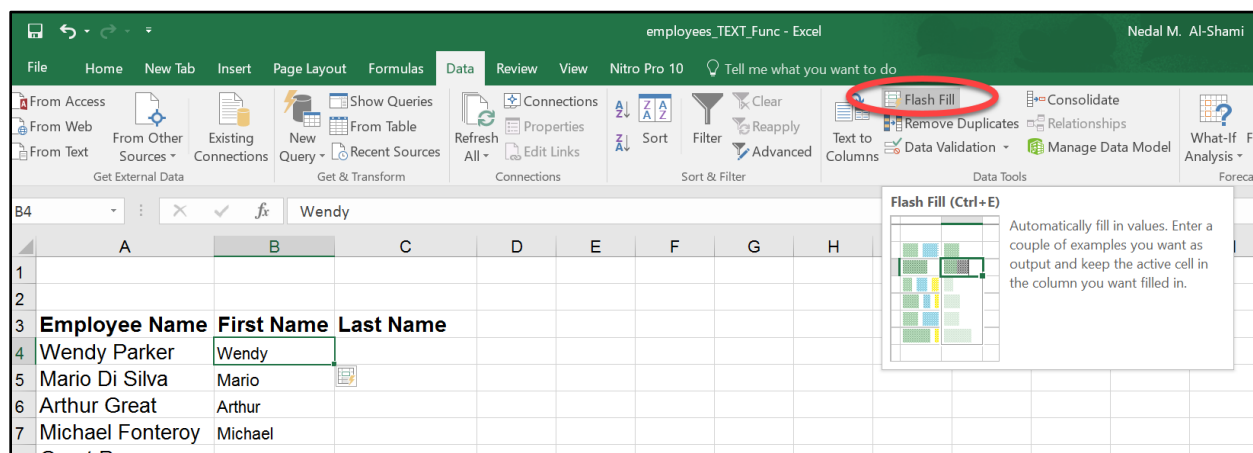 employees_TEXT_Func - Excel Nedal M. Al-Shami
File Home New Tab Insert Page Layout Formulas Data Review View Nitro Pro 10 Tell me what you want to do
From Access
From Web
From Text
From Other
Sources
Get External Data
Existing
Connections
New
Query
Show Queries
From Table
Recent Sources
Get & Transform
Refresh
All
Connections
Properties
Edit Links
Connections
A
Z
Z
A
Z A
A Z
Sort
Filter
Clear
Reapply
Advanced
Sort & Filter
Text to
Columns
Flash Fill
Remove Duplicates
Data Validation
Consolidate
Relationships
Manage Data Model
Data Tools
What-If
Analysis
F
Foreca
B4 fx Wendy
Flash Fill (Ctrl+E)
Automatically fill in values. Enter a
couple of examples you want as
output and keep the active cell in
the column you want filled in.
A B C D E F G H
1
2
3 Employee Name First Name Last Name
4 Wendy Parker Wendy
5 Mario Di Silva Mario
6 Arthur Great Arthur
7 Michael Fonteroy Michael